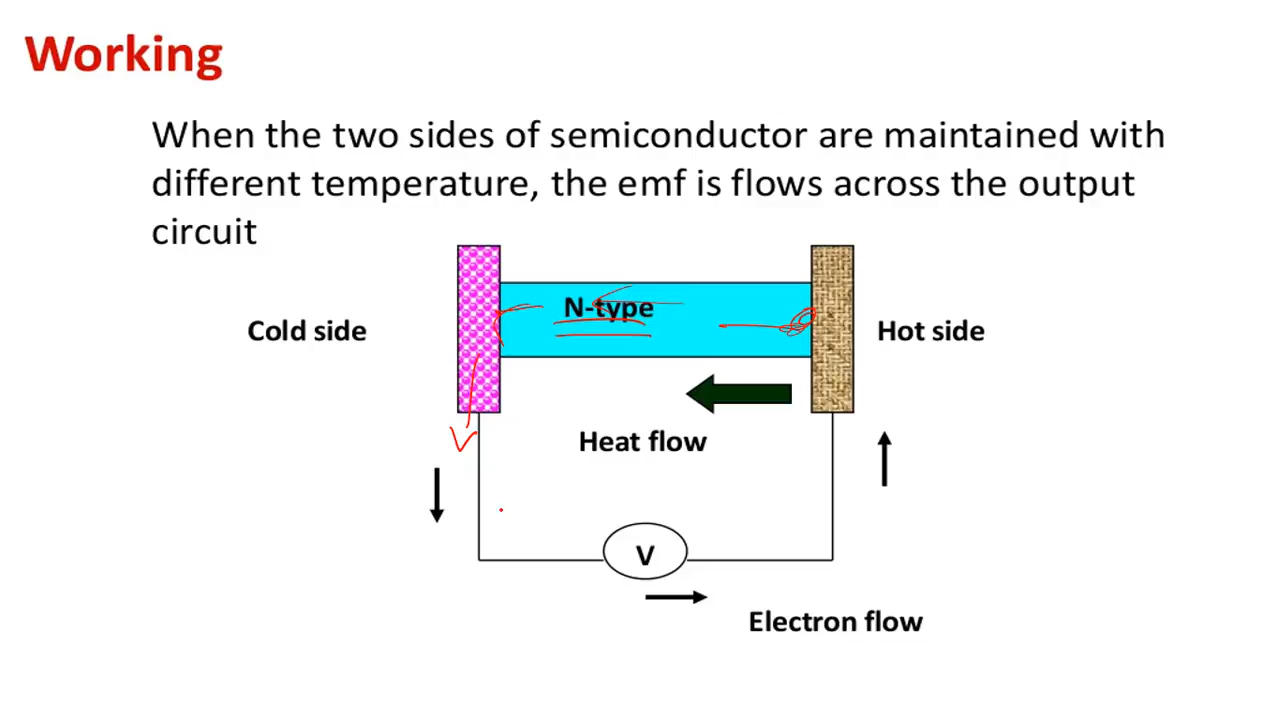 Working
When the two sides of semiconductor are maintained with
different temperature, the emf is flows across the output
circuit
N-type
Cold side
Hot side
Heat flow
V
Electron flow